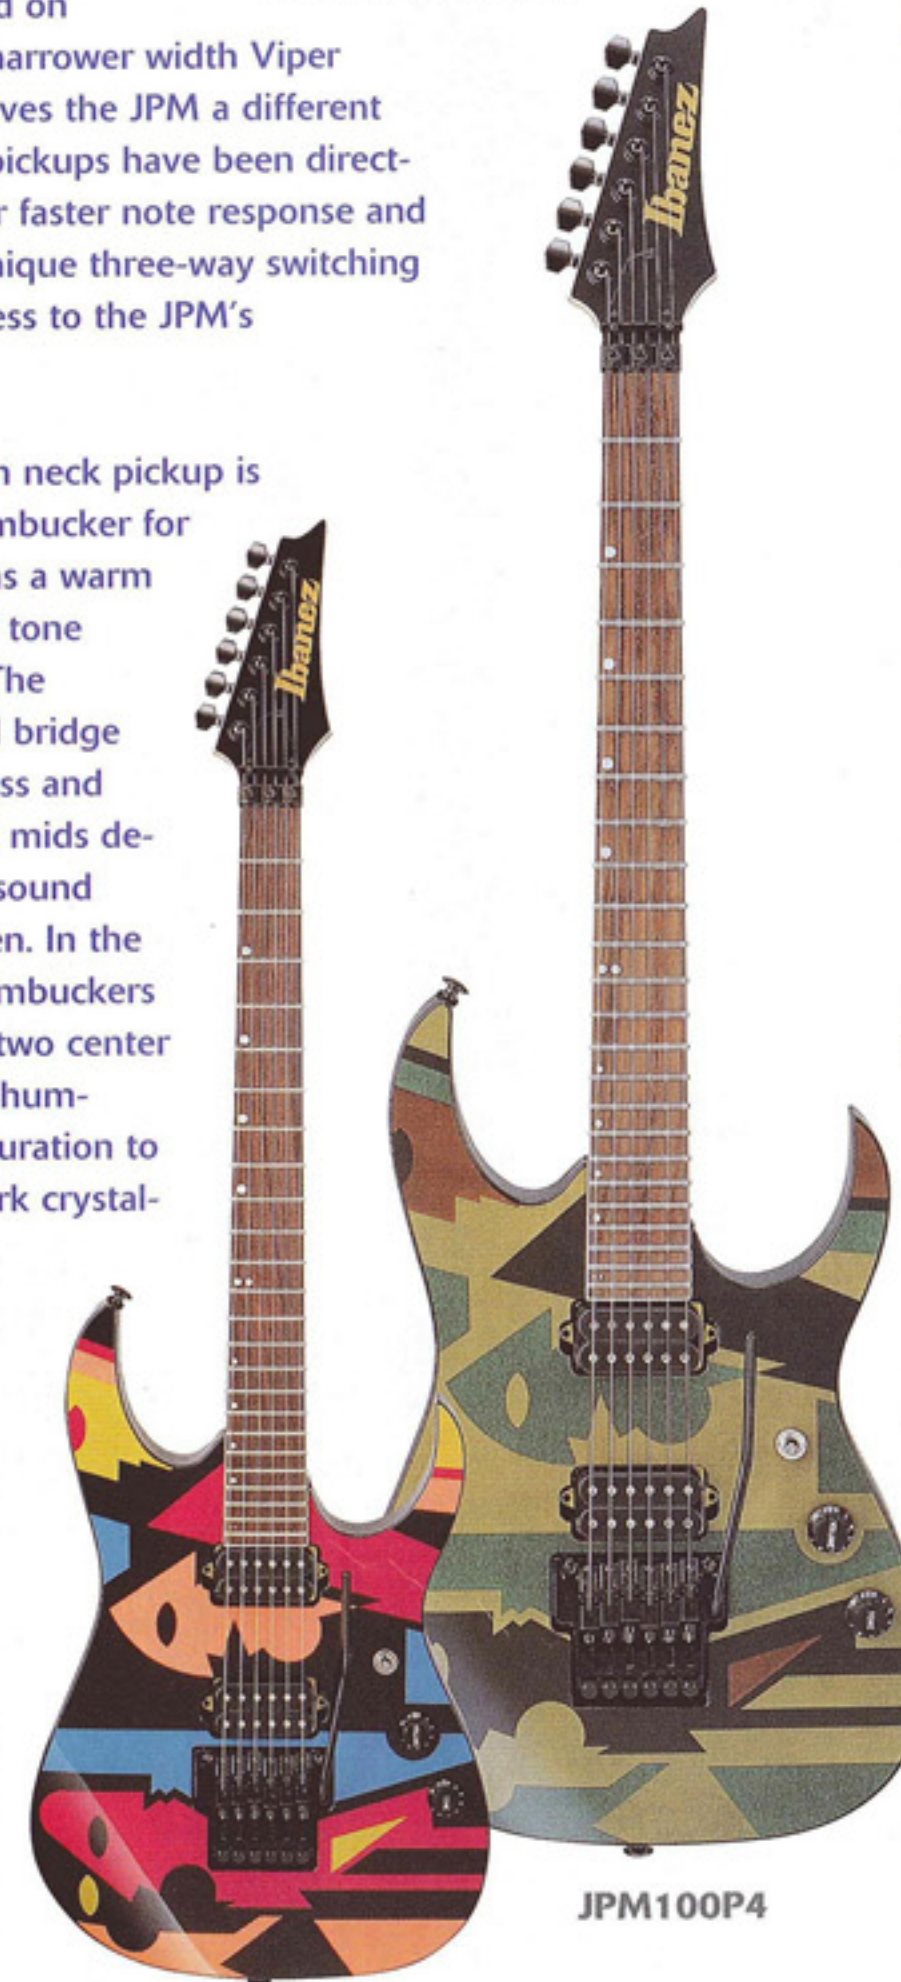 d on
narrower width Viper
ves the JPM a different
pickups have been direct-
r faster note response and
nique three-way switching
ess to the JPM's
n neck pickup is
mbucker for
as a warm
tone
The
bridge
ss and
mids de-
sound
en. In the
mbuckers
two center
hum-
uration to
rk crystal-
Ibanez
Ibanez
JPM100P4